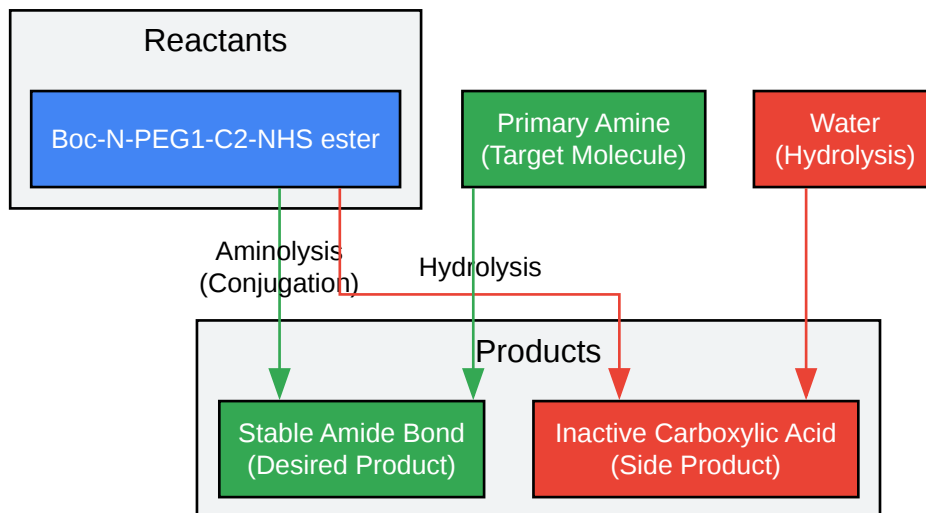 Reactants
Boc-N-PEG1-C2-NHS ester
Primary Amine
(Target Molecule)
Water
(Hydrolysis)
Aminolysis
(Conjugation)
Hydrolysis
Products
Stable Amide Bond
(Desired Product)
Inactive Carboxylic Acid
(Side Product)